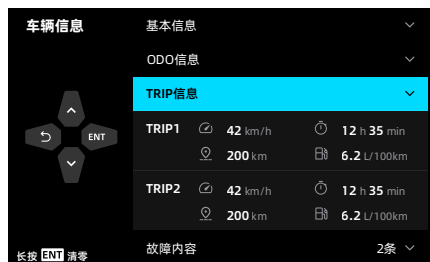 车辆信息
ENT
长按 ENT 清零
基本信息
ODO信息
TRIP信息
TRIP1 42 km/h 12 h 35 min
200 km 6.2 L/100km
TRIP2 42 km/h 12 h 35 min
200 km 6.2 L/100km
故障内容 2条